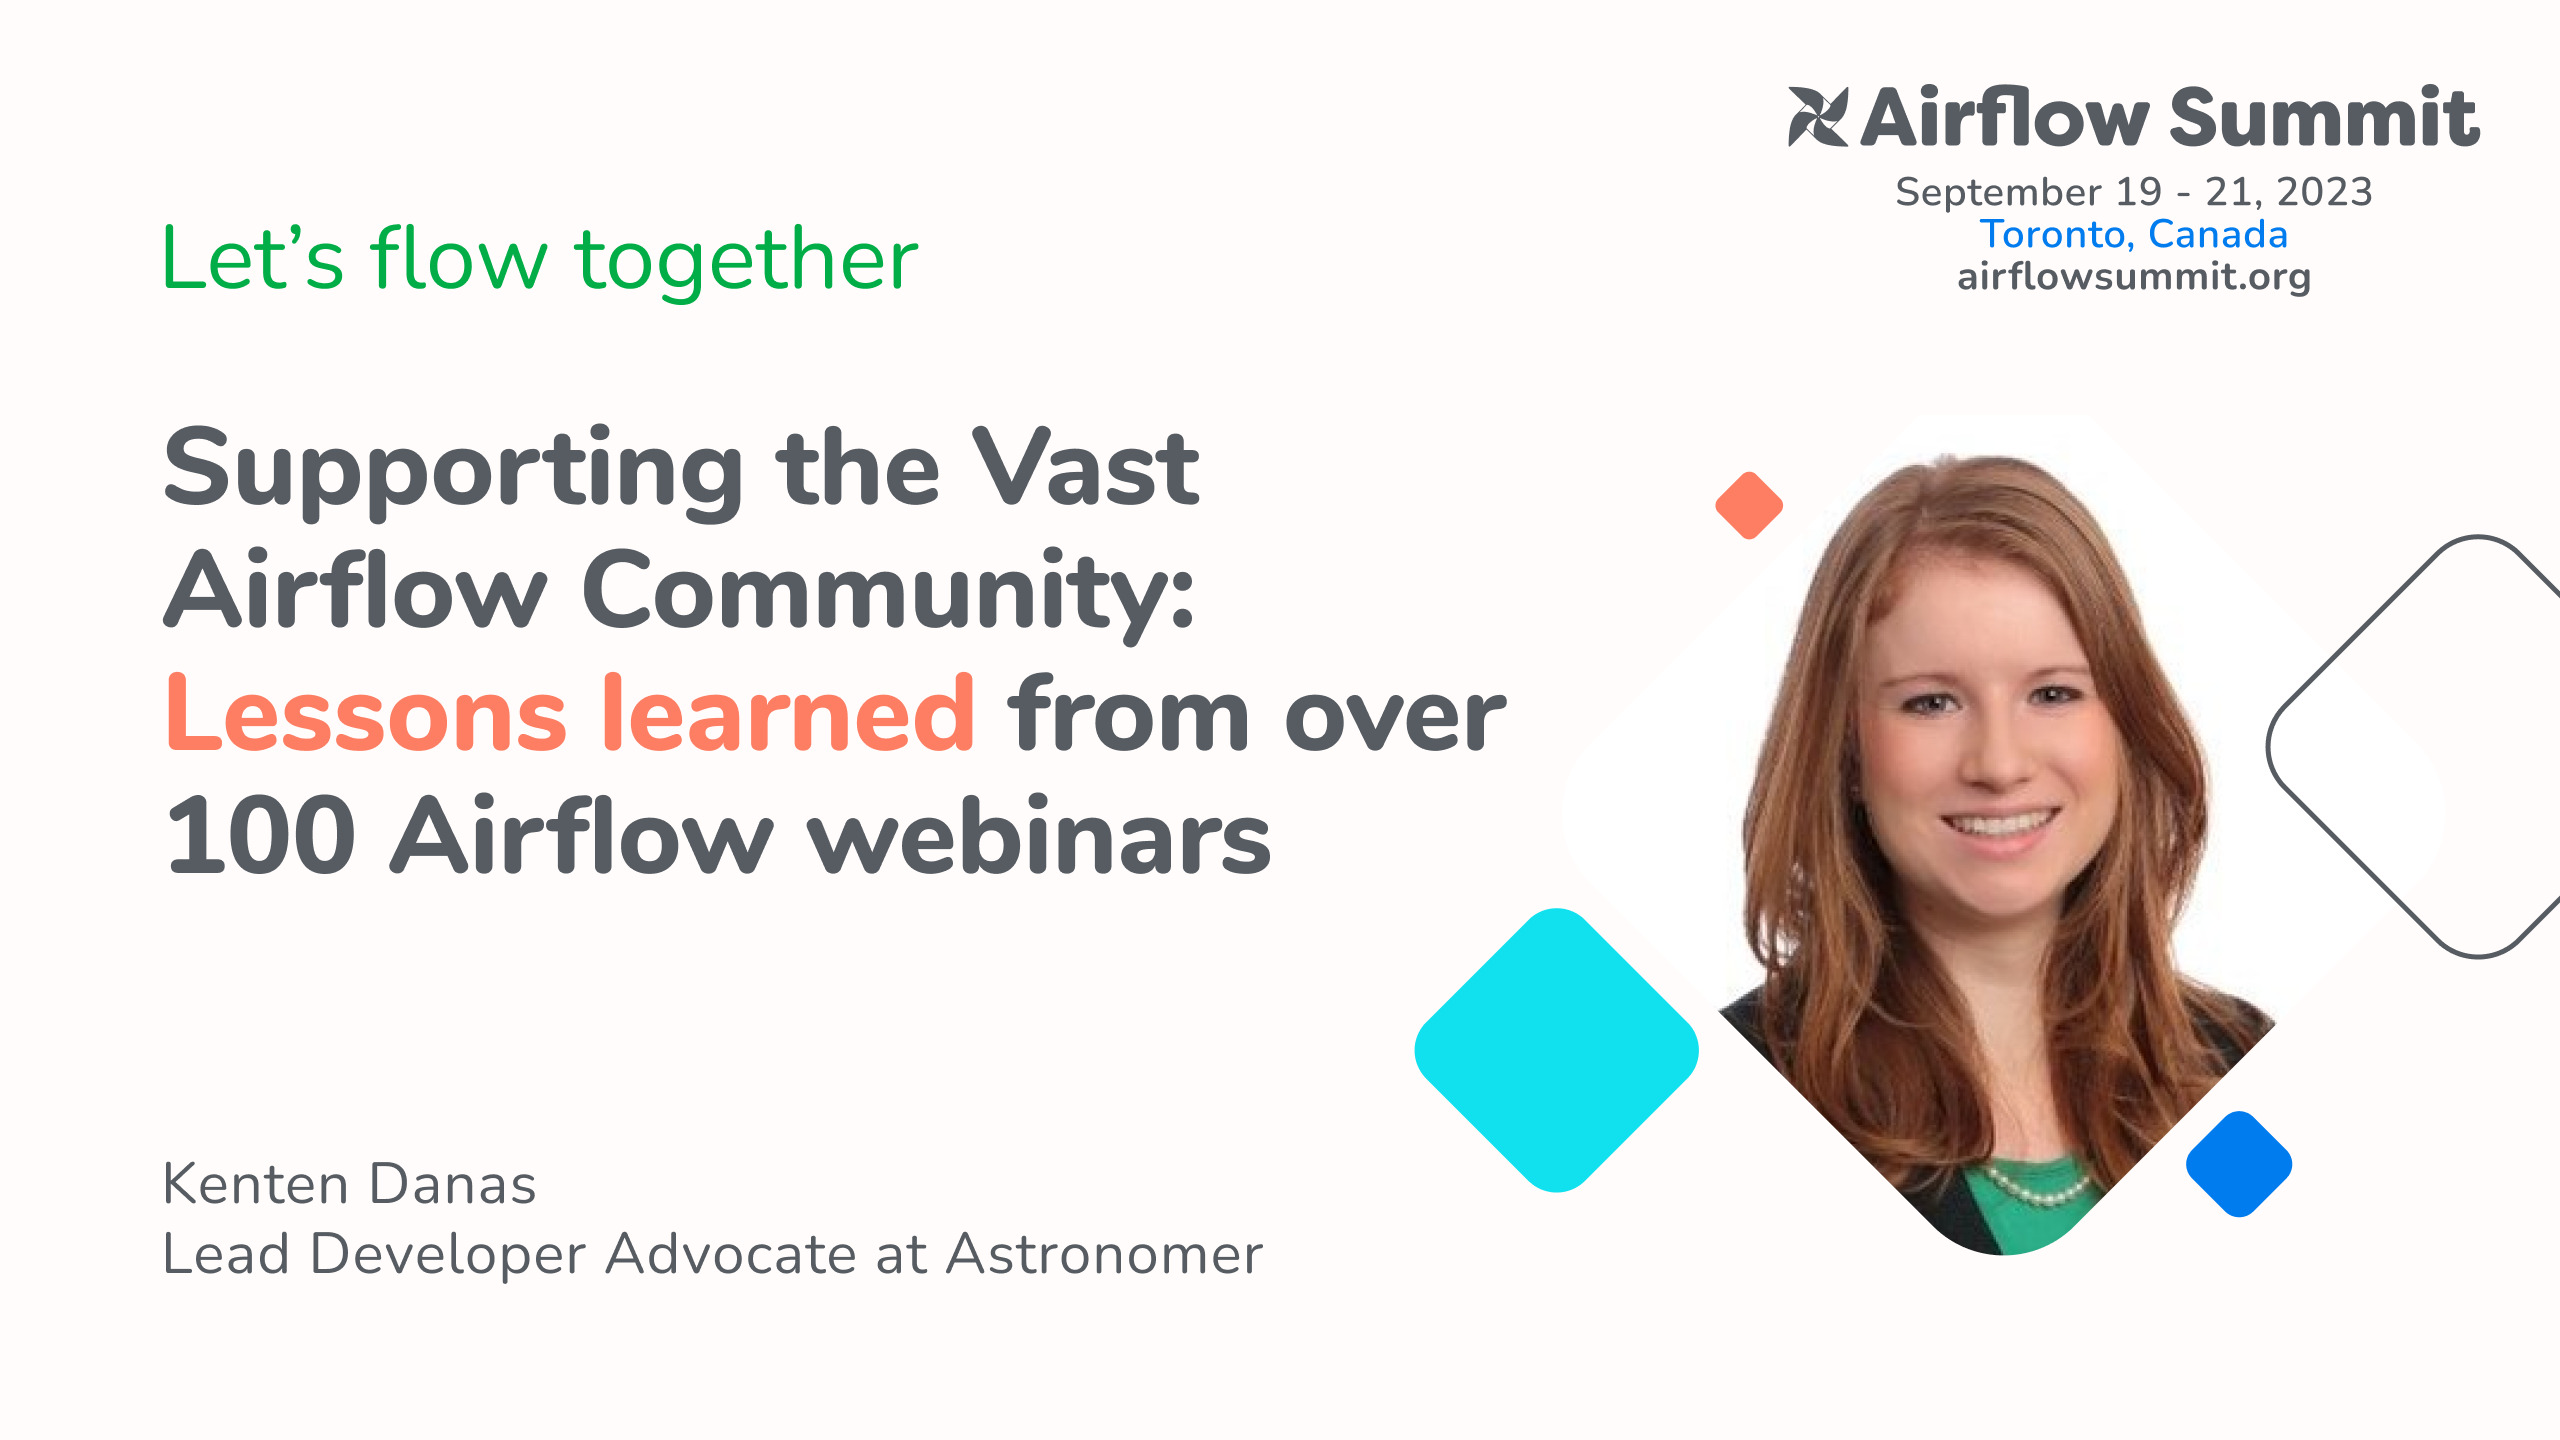 Airflow Summit
September 19 - 21, 2023
Toronto, Canada
airflowsummit.org
Let’s flow together
Supporting the Vast
Airflow Community:
Lessons learned from over
100 Airflow webinars
Kenten Danas
Lead Developer Advocate at Astronomer